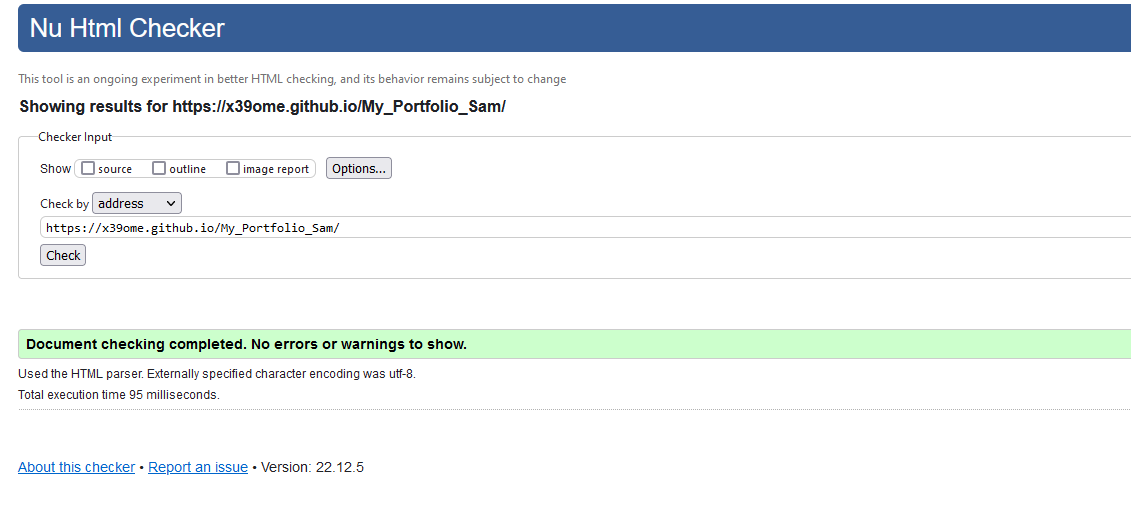 Nu Html Checker
This tool is an ongoing experiment in better HTML checking, and its behavior remains subject to change
Showing results for https://x39ome.github.io/My_Portfolio_Sam/
Checker Input
Show source outline image report Options...
Check by address
https://x39ome.github.io/My_Portfolio_Sam/
Check
Document checking completed. No errors or warnings to show.
Used the HTML parser. Externally specified character encoding was utf-8.
Total execution time 95 milliseconds.
About this checker • Report an issue • Version: 22.12.5